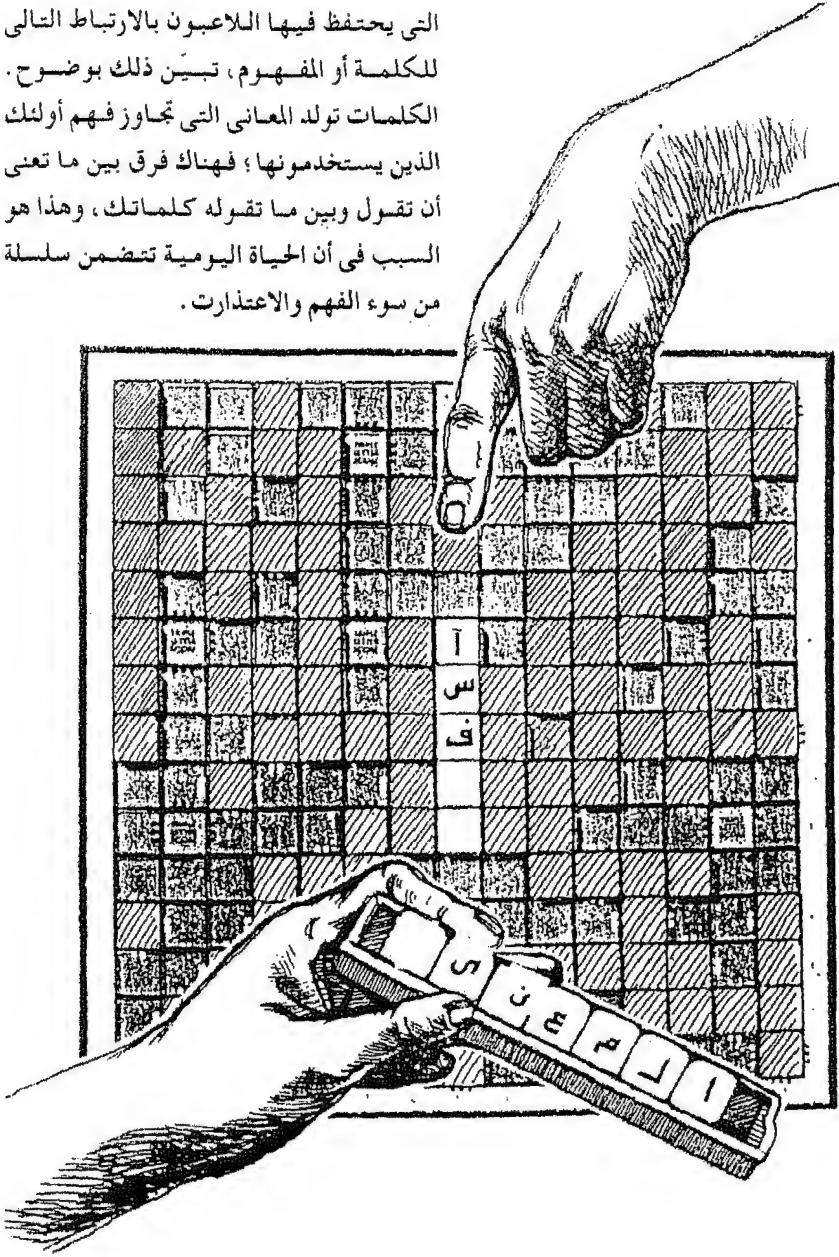 التى يحتفظ فيها اللاعبون بالارتباط التالى
للكلمة أو المفهوم، تبيَّن ذلك بوضوح.
الكلمات تولد المعانى التى تجاوز فهم أولئك
الذين يستخدمونها؛ فهناك فرق بين ما تعنى
أن تقول وبين ما تقوله كلماتك، وهذا هو
السبب فى أن الحياة اليومية تتضمن سلسلة
من سوء الفهم والاعتذارت.
آ
س
ف
ا ل م ع ن ى